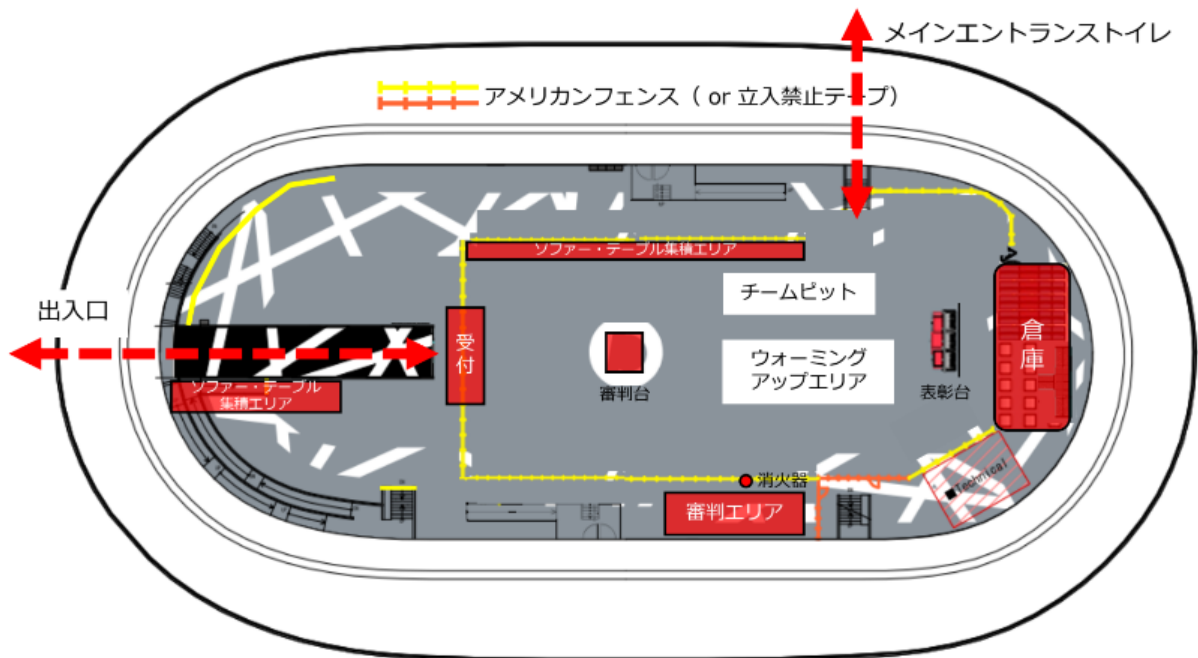 メインエントランストイレ
アメリカンフェンス（ or 立入禁止テープ）
ソファー・テーブル集積エリア
チームピット
出入口
受付
倉庫
ウォーミング
アップエリア
審判台
表彰台
ソファー・テーブル
集積エリア
消火器
Technical
審判エリア